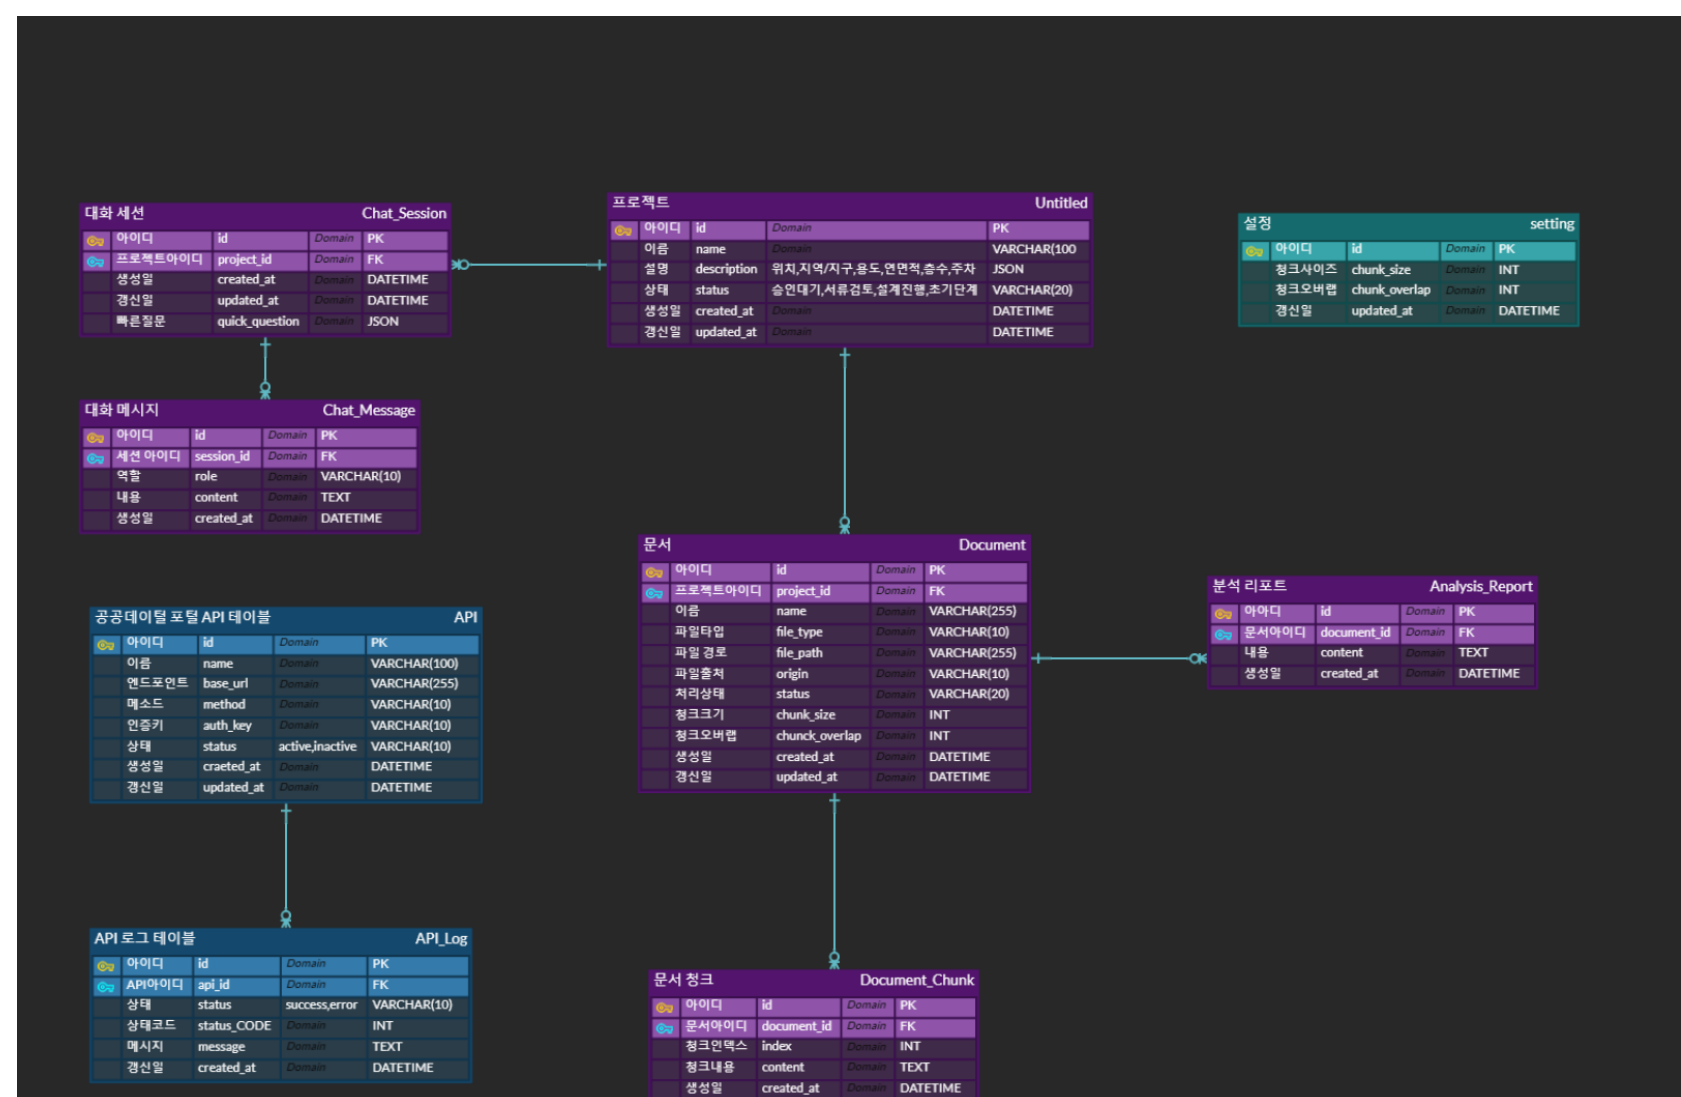 대화 세션 Chat_Session
아이디 id Domain PK
프로젝트아이디 project_id Domain FK
생성일 created_at Domain DATETIME
갱신일 updated_at Domain DATETIME
빠른질문 quick_question Domain JSON
프로젝트 Untitled
아이디 id Domain PK
이름 name Domain VARCHAR(100
설명 description 위치,지역/지구,용도,연면적,층수,주차 JSON
상태 status 승인대기,서류검토,설계진행,초기단계 VARCHAR(20)
생성일 created_at Domain DATETIME
갱신일 updated_at Domain DATETIME
설정 setting
아이디 id Domain PK
청크사이즈 chunk_size Domain INT
청크오버랩 chunk_overlap Domain INT
갱신일 updated_at Domain DATETIME
대화 메시지 Chat_Message
아이디 id Domain PK
세션 아이디 session_id Domain FK
역할 role Domain VARCHAR(10)
내용 content Domain TEXT
생성일 created_at Domain DATETIME
문서 Document
아이디 id Domain PK
프로젝트아이디 project_id Domain FK
이름 name Domain VARCHAR(255)
파일타입 file_type Domain VARCHAR(10)
파일 경로 file_path Domain VARCHAR(255)
파일출처 origin Domain VARCHAR(10)
처리상태 status Domain VARCHAR(20)
청크크기 chunk_size Domain INT
청크오버랩 chunck_overlap Domain INT
생성일 created_at Domain DATETIME
갱신일 updated_at Domain DATETIME
분석 리포트 Analysis_Report
아아디 id Domain PK
문서아이디 document_id Domain FK
내용 content Domain TEXT
생성일 created_at Domain DATETIME
공공데이털 포털 API 테이블 API
아이디 id Domain PK
이름 name Domain VARCHAR(100)
엔드포인트 base_url Domain VARCHAR(255)
메소드 method Domain VARCHAR(10)
인증키 auth_key Domain VARCHAR(10)
상태 status active,inactive VARCHAR(10)
생성일 craeted_at Domain DATETIME
갱신일 updated_at Domain DATETIME
API 로그 테이블 API_Log
아이디 id Domain PK
API아이디 api_id Domain FK
상태 status success,error VARCHAR(10)
상태코드 status_CODE Domain INT
메시지 message Domain TEXT
갱신일 created_at Domain DATETIME
문서 청크 Document_Chunk
아이디 id Domain PK
문서아이디 document_id Domain FK
청크인덱스 index Domain INT
청크내용 content Domain TEXT
생성일 created_at Domain DATETIME